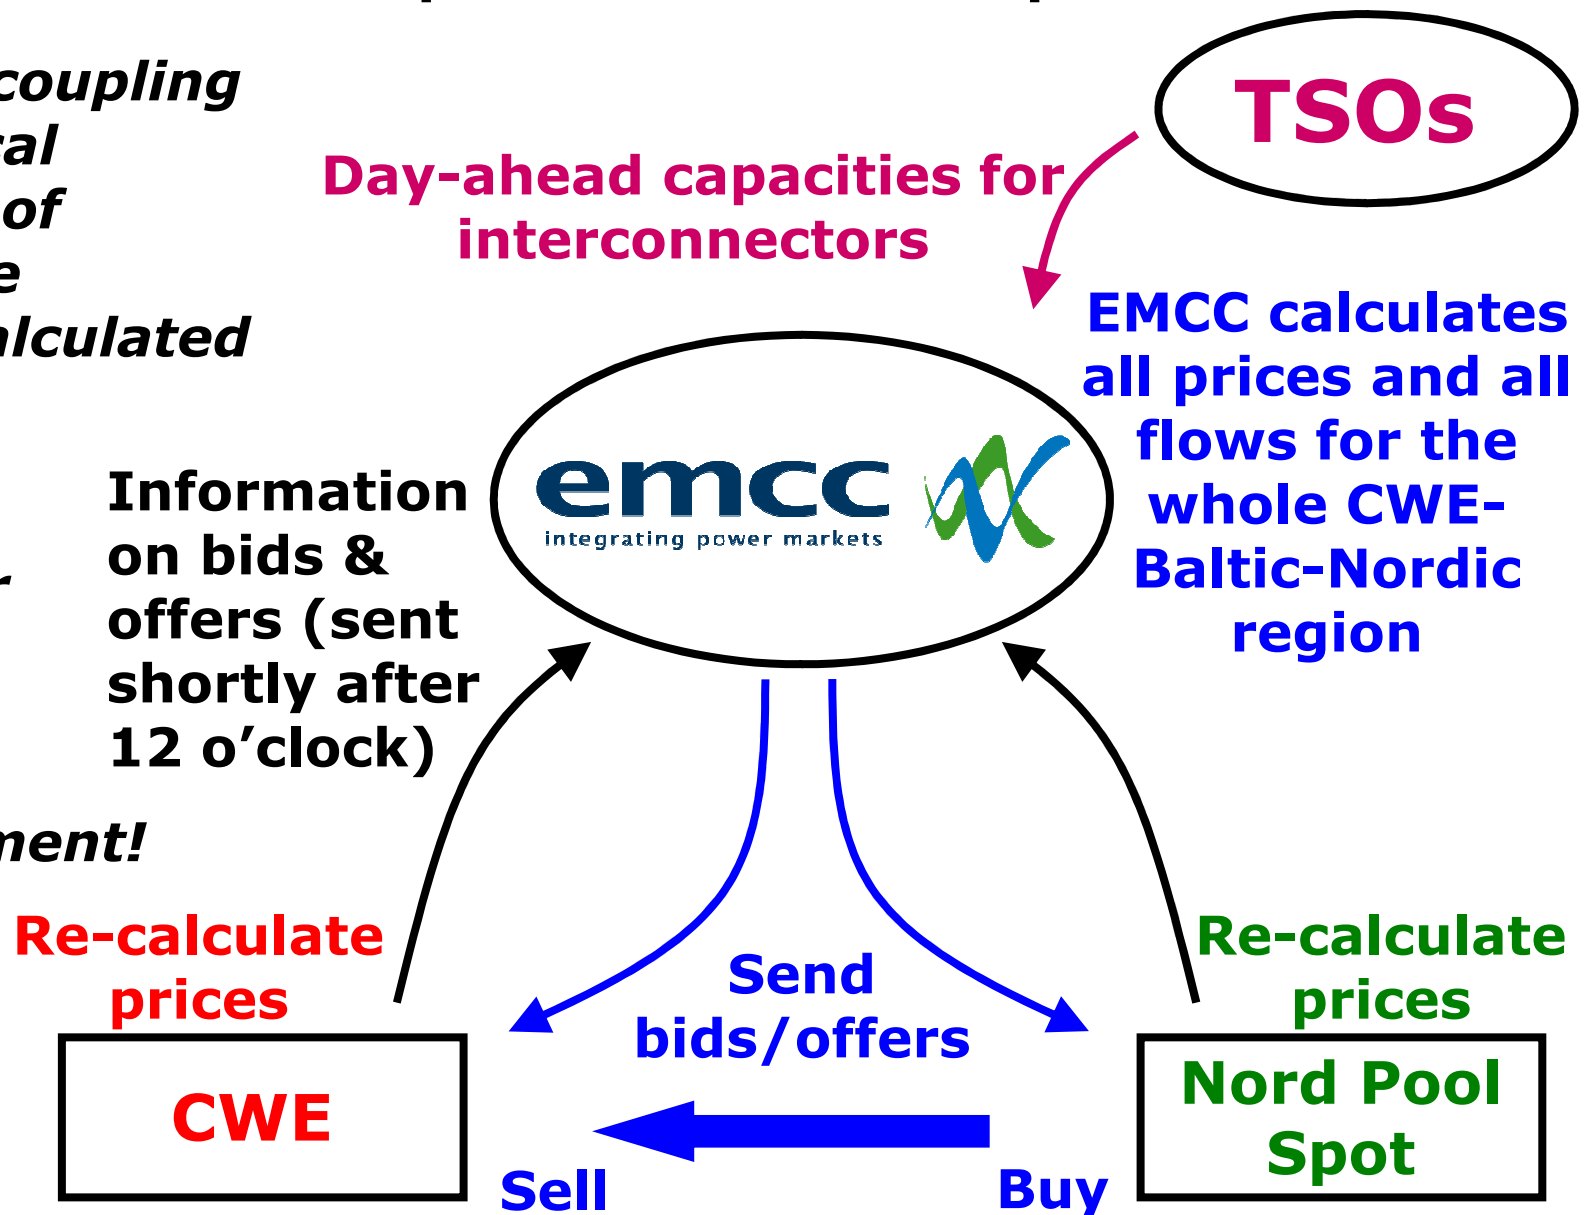 coupling
of
alculated
TSOs
Day-ahead capacities for
interconnectors
EMCC calculates
all prices and all
flows for the
whole CWE-
Baltic-Nordic
region
emcc
integrating power markets
Information
on bids &
offers (sent
shortly after
12 o’clock)
ment!
Re-calculate
prices
Send
bids/offers
Re-calculate
prices
CWE
Nord Pool
Spot
Sell
Buy